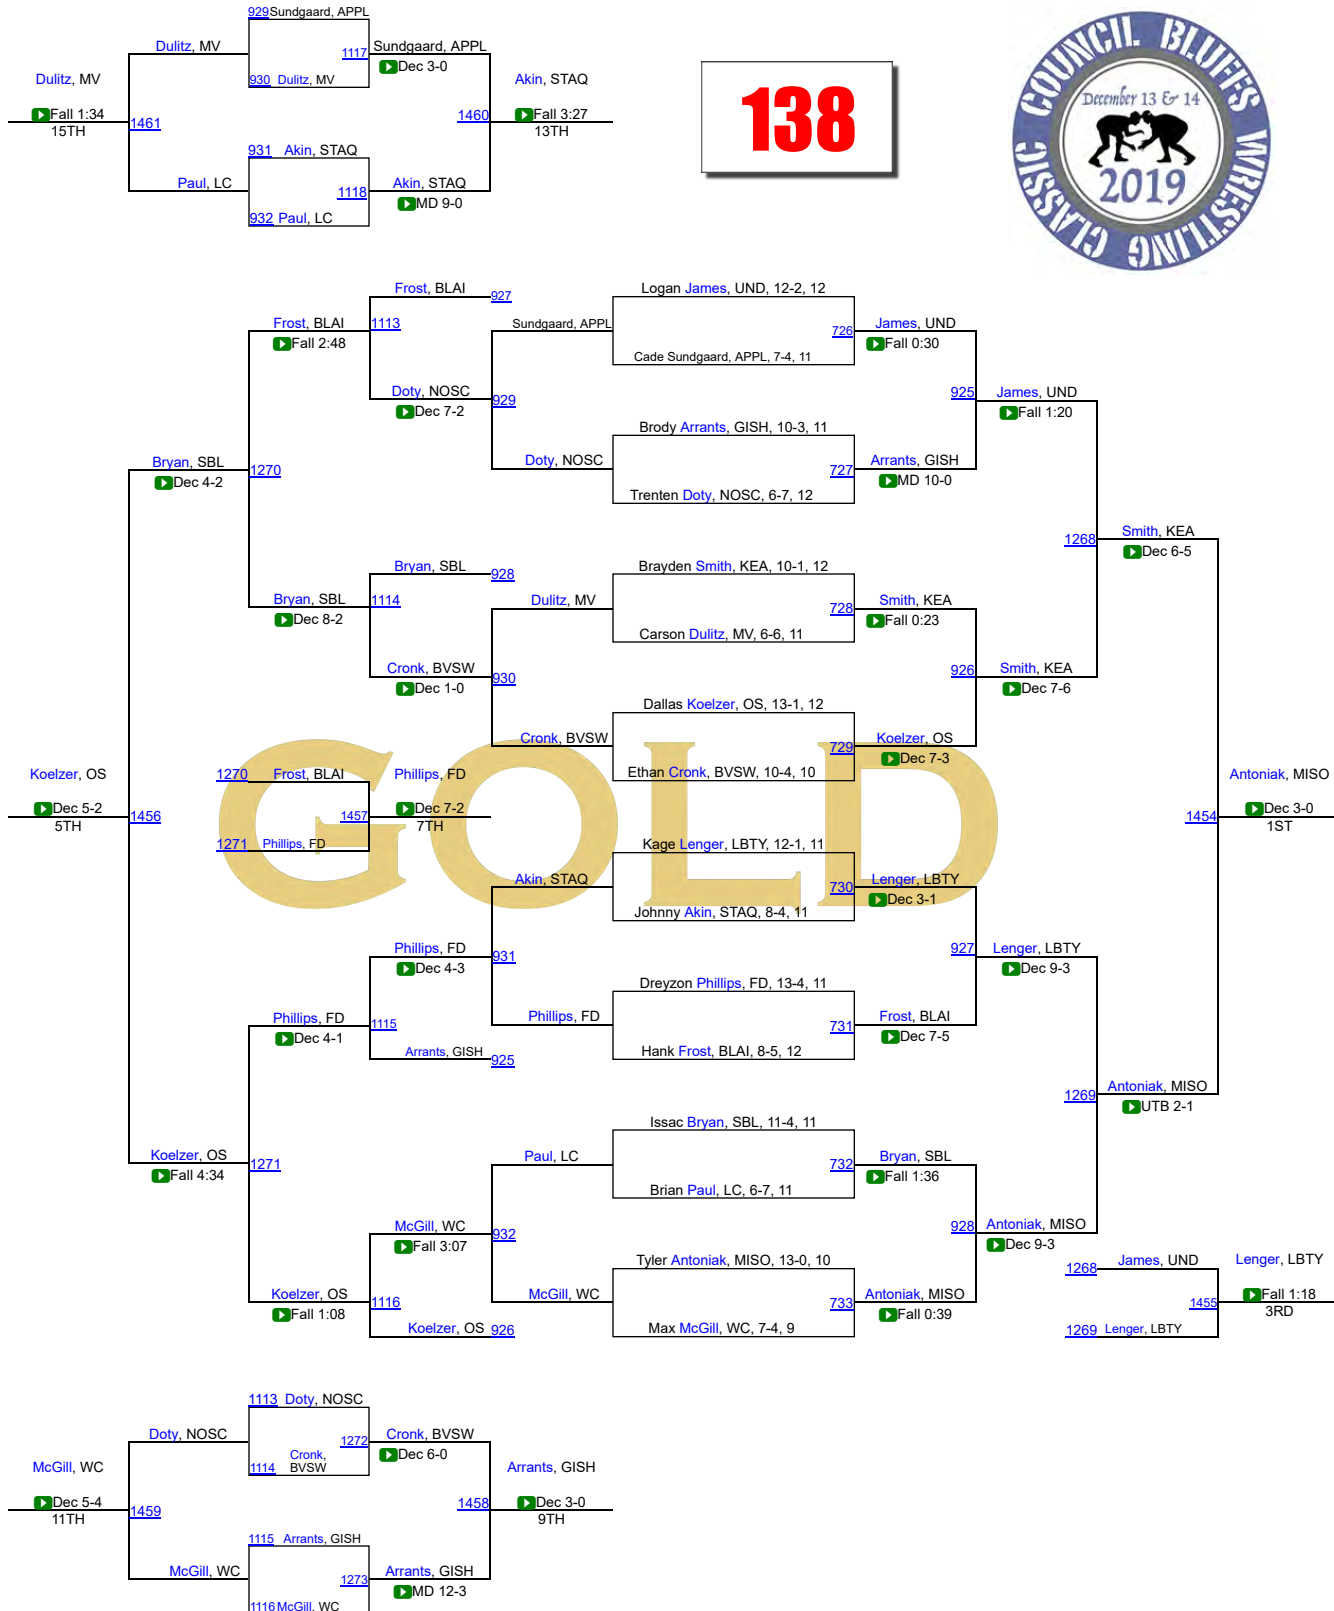 929 Sundgaard, APPL
Dulitz, MV
1117 Sundgaard, APPL
Dec 3-0
930 Dulitz, MV
Dulitz, MV
Fall 1:34
15TH
1461
Akin, STAQ
1460 Fall 3:27
13TH
931 Akin, STAQ
Paul, LC
1118 Akin, STAQ
MD 9-0
932 Paul, LC
138
COUNCIL BLUFFS WRESTLING CLASSIC
December 13 & 14
2019
Frost, BLAI 927
Frost, BLAI 1113
Fall 2:48
Doty, NOSC
Dec 7-2
929
Sundgaard, APPL
Doty, NOSC
Logan James, UND, 12-2, 12
726 James, UND
Fall 0:30
Cade Sundgaard, APPL, 7-4, 11
925 James, UND
Fall 1:20
Brody Arrants, GISH, 10-3, 11
727 Arrants, GISH
MD 10-0
Trenten Doty, NOSC, 6-7, 12
Bryan, SBL
Dec 4-2
1270
1268 Smith, KEA
Dec 6-5
Bryan, SBL 928
Bryan, SBL 1114
Dec 8-2
Cronk, BVSW
Dec 1-0
930
Dulitz, MV
Cronk, BVSW
Brayden Smith, KEA, 10-1, 12
728 Smith, KEA
Fall 0:23
Carson Dulitz, MV, 6-6, 11
926 Smith, KEA
Dec 7-6
Dallas Koelzer, OS, 13-1, 12
729 Koelzer, OS
Dec 7-3
Ethan Cronk, BVSW, 10-4, 10
GOLD
Koelzer, OS
Dec 5-2
5TH
1456
1270 Frost, BLAI
1457
1271 Phillips, FD
Phillips, FD
Dec 7-2
7TH
Antoniak, MISO
1454 Dec 3-0
1ST
Kage Lenger, LBTY, 12-1, 11
Akin, STAQ
730 Lenger, LBTY
Dec 3-1
Johnny Akin, STAQ, 8-4, 11
Phillips, FD
Dec 4-3
931
927 Lenger, LBTY
Dec 9-3
Dreyzon Phillips, FD, 13-4, 11
Phillips, FD
731 Frost, BLAI
Dec 7-5
Hank Frost, BLAI, 8-5, 12
Phillips, FD 1115
Dec 4-1
Arrants, GISH 925
1269 Antoniak, MISO
UTB 2-1
Koelzer, OS
Fall 4:34
1271
Issac Bryan, SBL, 11-4, 11
Paul, LC
732 Bryan, SBL
Fall 1:36
Brian Paul, LC, 6-7, 11
McGill, WC
Fall 3:07
932
928 Antoniak, MISO
Dec 9-3
Tyler Antoniak, MISO, 13-0, 10
McGill, WC
733 Antoniak, MISO
Fall 0:39
Max McGill, WC, 7-4, 9
Koelzer, OS 1116
Fall 1:08
Koelzer, OS 926
1268 James, UND
1455
1269 Lenger, LBTY
Lenger, LBTY
Fall 1:18
3RD
1113 Doty, NOSC
Doty, NOSC
1272 Cronk, BVSW
Dec 6-0
1114 Cronk,
BVSW
McGill, WC
Dec 5-4
11TH
1459
Arrants, GISH
1458 Dec 3-0
9TH
1115 Arrants, GISH
McGill, WC
1273 Arrants, GISH
MD 12-3
1116 McGill, WC